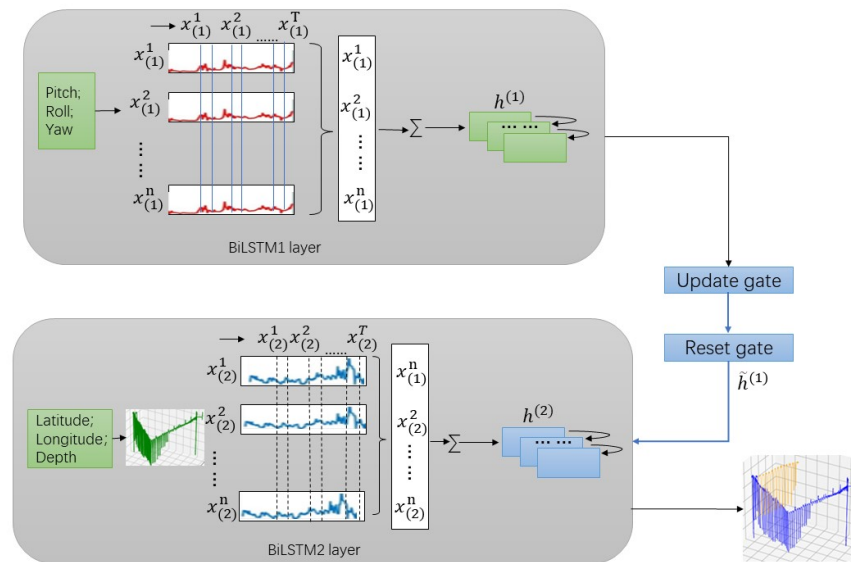 x₍₁₎¹ x₍₁₎² ...... x₍₁₎ᵀ
x₍₁₎¹ x₍₁₎¹
Pitch;
Roll;
Yaw
x₍₁₎² x₍₁₎² Σ h⁽¹⁾
... ...
x₍₁₎ⁿ x₍₁₎ⁿ
BiLSTM1 layer
Update gate
Reset gate
h̃⁽¹⁾
x₍₂₎¹ x₍₂₎² ...... x₍₂₎ᵀ
x₍₂₎¹ x₍₁₎ⁿ
Latitude;
Longitude;
Depth
x₍₂₎² x₍₂₎² Σ h⁽²⁾
... ...
x₍₂₎ⁿ x₍₂₎ⁿ
BiLSTM2 layer